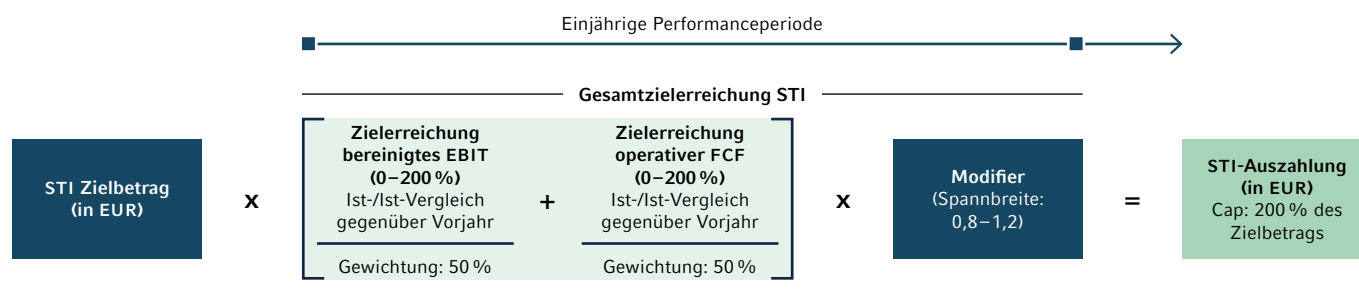 Einjährige Performanceperiode
Gesamtzielerreichung STI
STI Zielbetrag
(in EUR)
x
Zielerreichung
bereinigtes EBIT
(0–200 %)
Ist-/Ist-Vergleich
gegenüber Vorjahr
Gewichtung: 50 %
+
Zielerreichung
operativer FCF
(0–200 %)
Ist-/Ist-Vergleich
gegenüber Vorjahr
Gewichtung: 50 %
x
Modifier
(Spannbreite:
0,8–1,2)
=
STI-Auszahlung
(in EUR)
Cap: 200 % des
Zielbetrags